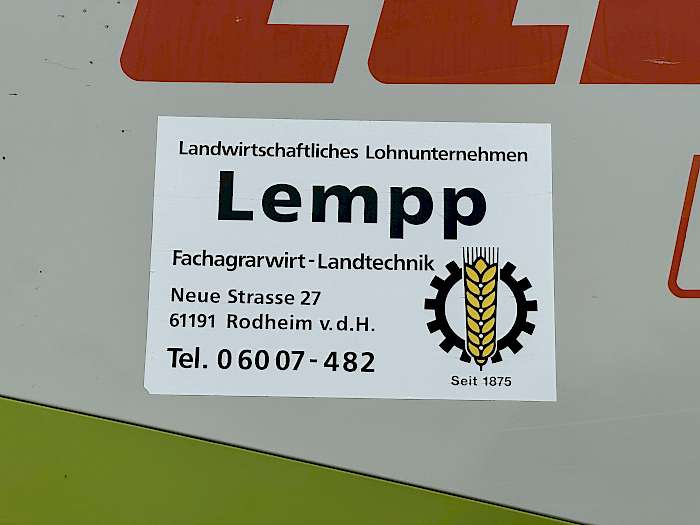 Landwirtschaftliches Lohnunternehmen
Lempp
Fachagrarwirt-Landtechnik
Neue Strasse 27
61191 Rodheim v.d.H.
Tel. 06007-482
Seit 1875